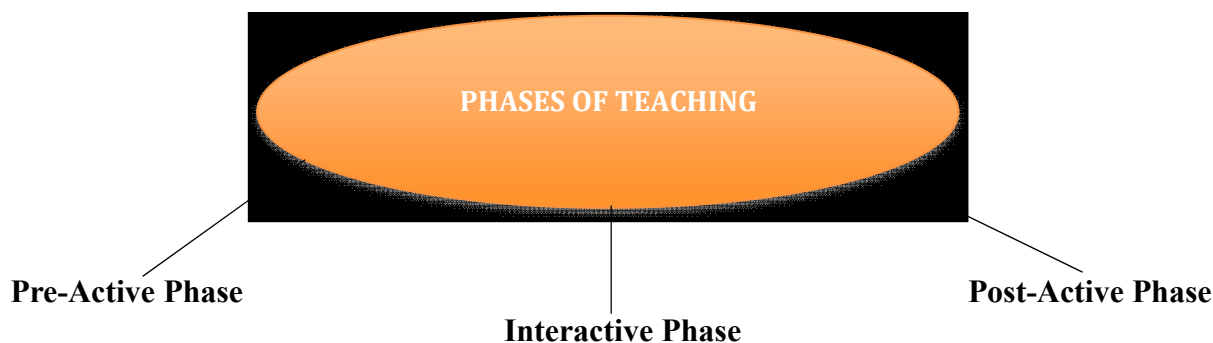 PHASES OF TEACHING
Pre-Active Phase
Interactive Phase
Post-Active Phase